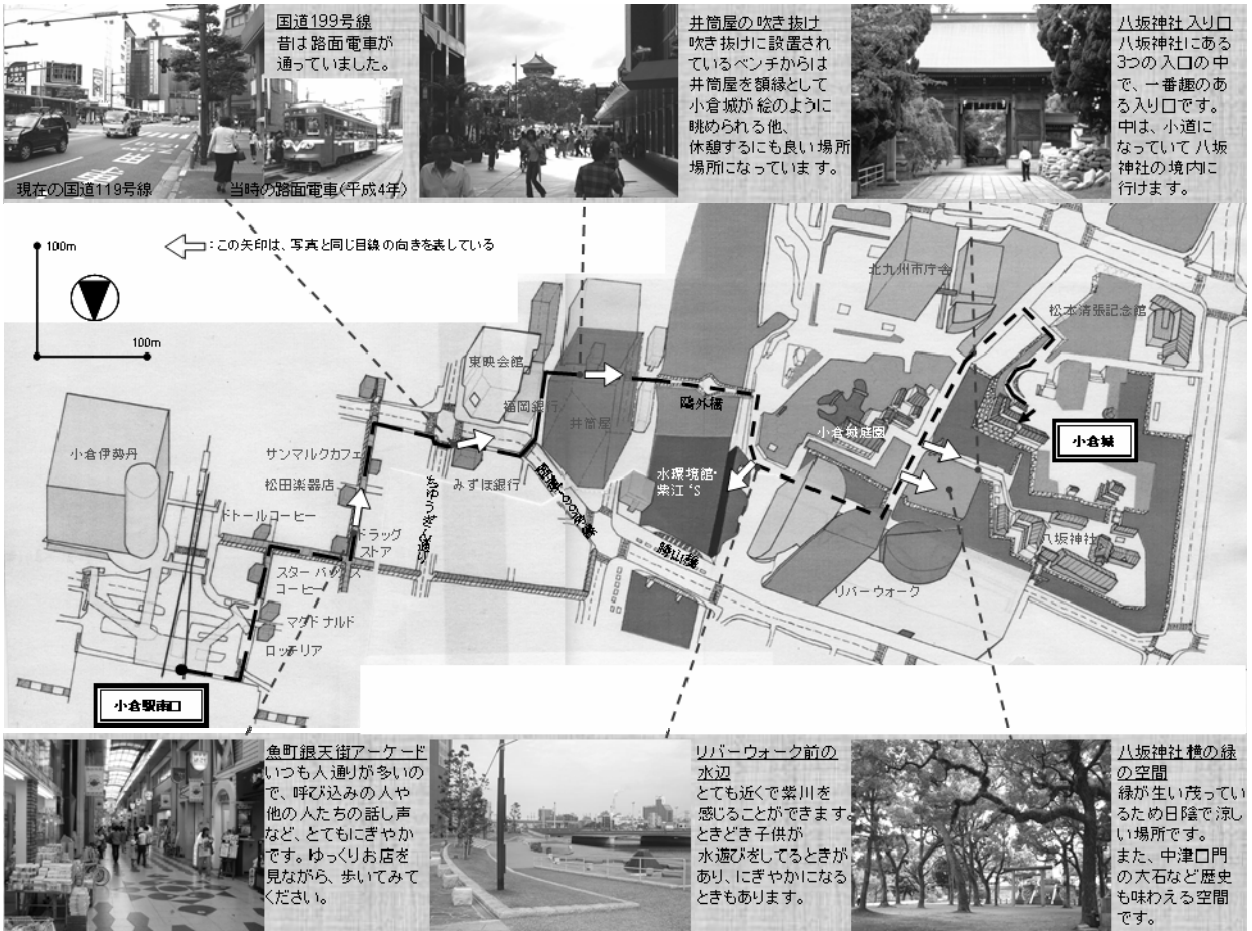 国道199号線
昔は路面電車が
通っていました。
現在の国道119号線
当時の路面電車(平成4年)
井筒屋の吹き抜け
吹き抜けに設置され
ているベンチからは
井筒屋を額縁として
小倉城が絵のように
眺められる他、
休憩するにも良い場所
場所になっています。
八坂神社入り口
八坂神社にある
3つの入口の中
で、一番趣のあ
る入り口です。
中は、小道に
なっていて八坂
神社の境内に
行けます。
100m
100m
:この矢印は、写真と同じ目線の向きを表している
北九州市庁舎
松本清張記念館
東映会館
福岡銀行
井筒屋
鴎外橋
小倉城庭園
小倉城
小倉伊勢丹
サンマルクカフェ
松田楽器店
みずほ銀行
ちゅうぎん通り
水環境館・
紫江‘S
ドトールコーヒー
ドラッグ
ストア
勝山橋
八坂神社
スターバックス
コーヒー
リバーウォーク
マクドナルド
ロッテリア
小倉駅南口
魚町銀天街アーケード
いつも人通りが多いの
で、呼び込みの人や
他の人たちの話し声
など、とてもにぎやか
です。ゆっくりお店を
見ながら、歩いてみて
ください。
リバーウォーク前の
水辺
とても近くで紫川を
感じることができます。
ときどき子供が
水遊びをしてるときが
あり、にぎやかになる
ときもあります。
八坂神社横の緑
の空間
緑が生い茂ってい
るため日陰で涼し
い場所です。
また、中津口門
の大石など歴史
も味わえる空間
です。